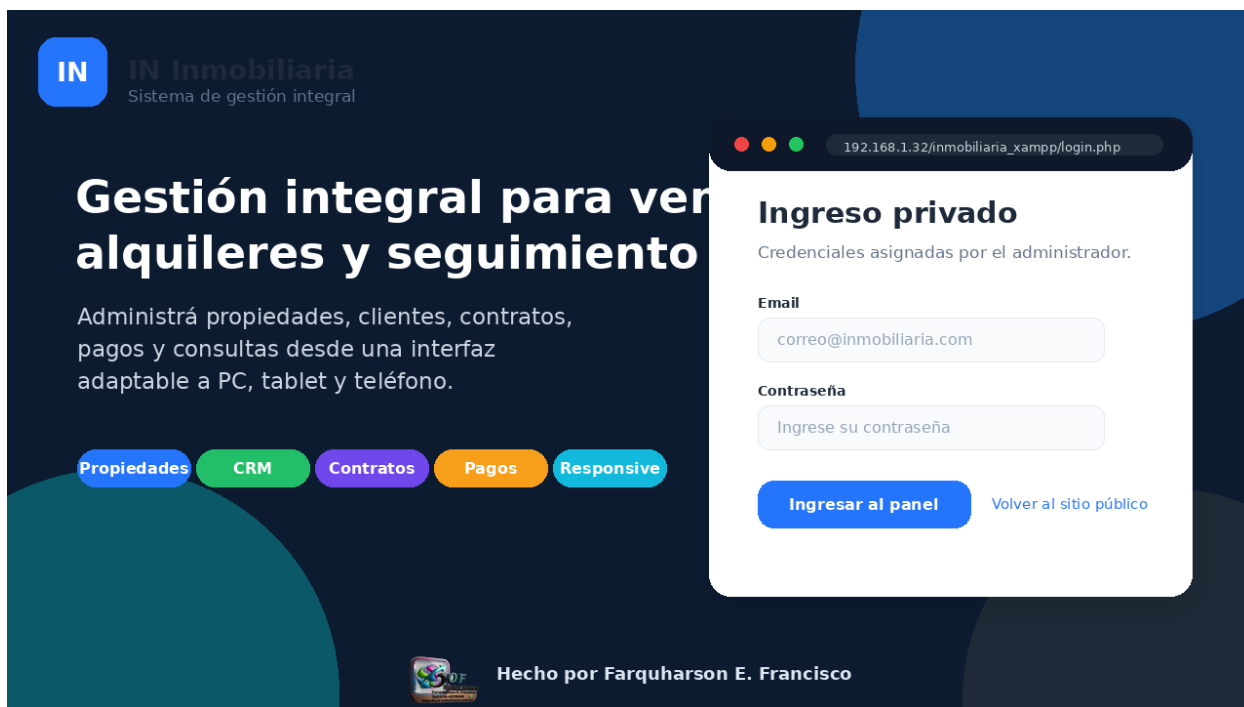 IN
IN Inmobiliaria
Sistema de gestión integral
Gestión integral para ver
alquileres y seguimiento
Administrá propiedades, clientes, contratos,
pagos y consultas desde una interfaz
adaptable a PC, tablet y teléfono.
Propiedades CRM Contratos Pagos Responsive
192.168.1.32/inmobiliaria_xampp/login.php
Ingreso privado
Credenciales asignadas por el administrador.
Email
correo@inmobiliaria.com
Contraseña
Ingrese su contraseña
Ingresar al panel Volver al sitio público
Hecho por Farquharson E. Francisco